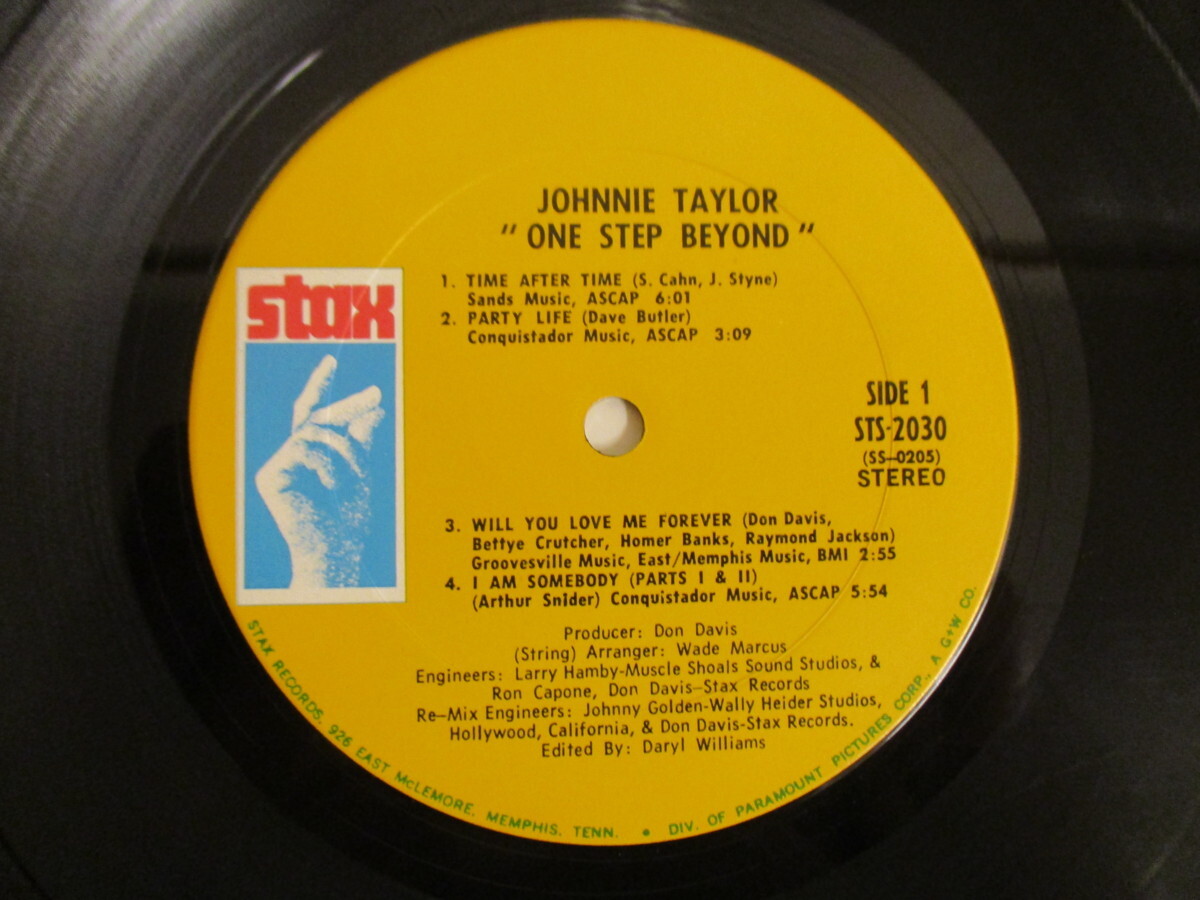 JOHNNIE TAYLOR
"ONE STEP BEYOND"
stax
1. TIME AFTER TIME (S. Cahn, J. Styne)
Sands Music, ASCAP 6:01
2. PARTY LIFE (Dave Butler)
Conquistador Music, ASCAP 3:09
SIDE 1
STS-2030
(SS-0205)
STEREO
3. WILL YOU LOVE ME FOREVER (Don Davis,
Bettye Crutcher, Homer Banks, Raymond Jackson)
Groovesville Music, East/Memphis Music, BMI 2:55
4. I AM SOMEBODY (PARTS I & II)
(Arthur Snider) Conquistador Music, ASCAP 5:54
Producer: Don Davis
(String) Arranger: Wade Marcus
Engineers: Larry Hamby-Muscle Shoals Sound Studios, &
Ron Capone, Don Davis-Stax Records
Re-Mix Engineers: Johnny Golden-Wally Heider Studios,
Hollywood, California, & Don Davis-Stax Records.
Edited By: Daryl Williams
STAX RECORDS, 926 EAST McLEMORE, MEMPHIS, TENN. • DIV. OF PARAMOUNT PICTURES CORP., A G+W CO.